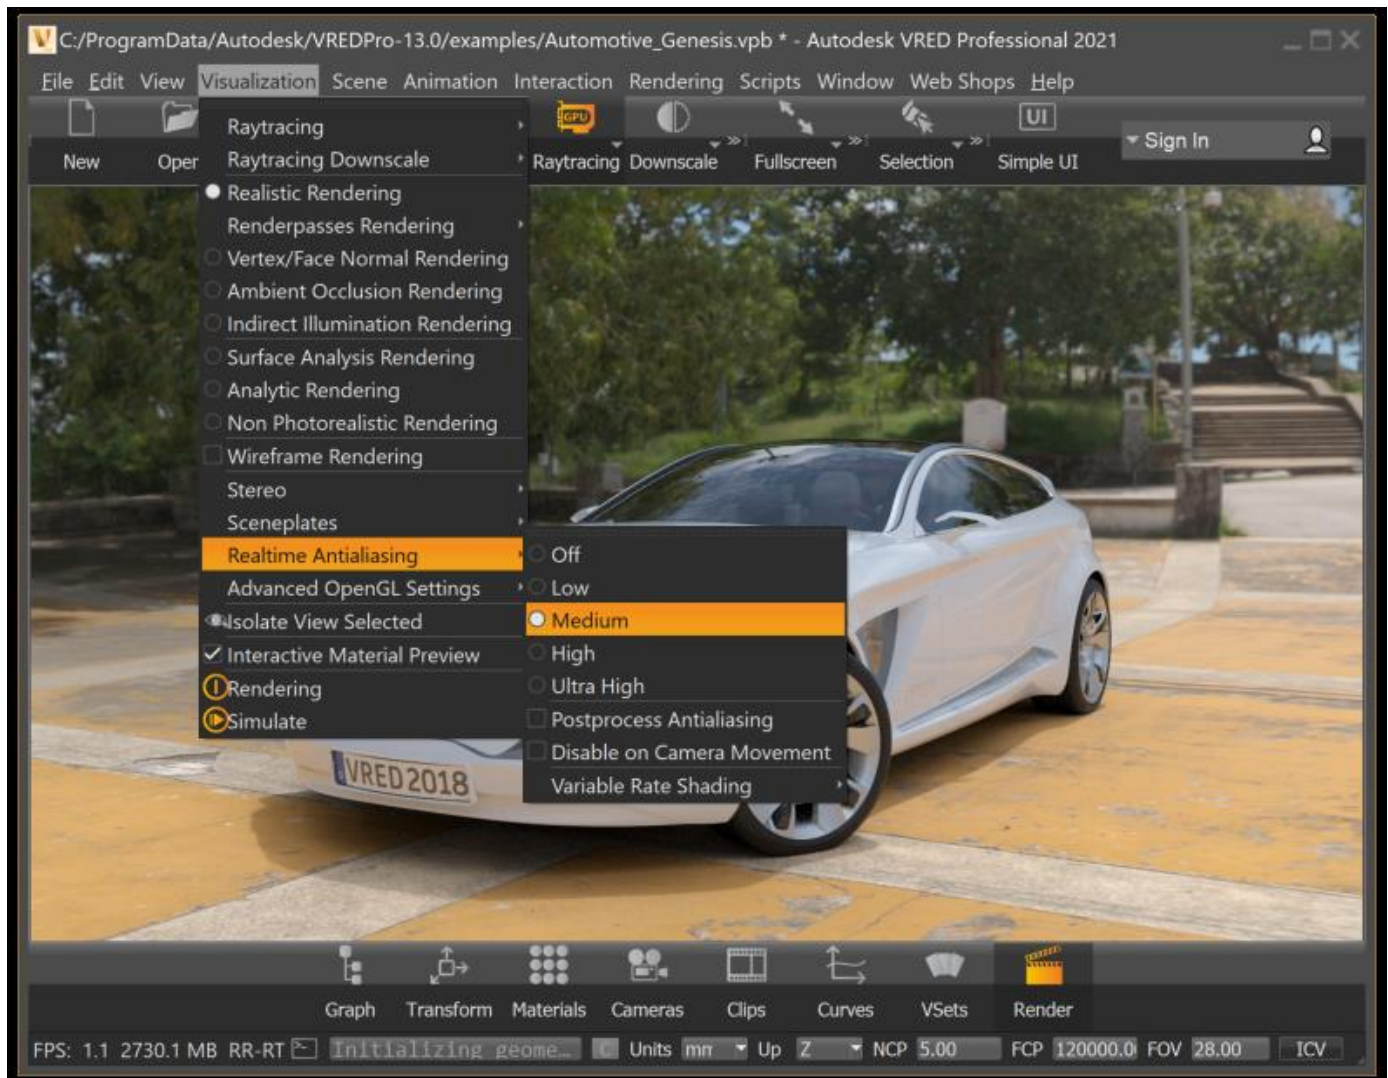 C:/ProgramData/Autodesk/VREDPro-13.0/examples/Automotive_Genesis.vpb * - Autodesk VRED Professional 2021
File Edit View Visualization Scene Animation Interaction Rendering Scripts Window Web Shops Help
GPU UI
Sign In
New Open Raytracing Downscale Fullscreen Selection Simple UI
Raytracing
Raytracing Downscale
Realistic Rendering
Renderpasses Rendering
Vertex/Face Normal Rendering
Ambient Occlusion Rendering
Indirect Illumination Rendering
Surface Analysis Rendering
Analytic Rendering
Non Photorealistic Rendering
Wireframe Rendering
Stereo
Sceneplates
Realtime Antialiasing
Advanced OpenGL Settings
Isolate View Selected
Interactive Material Preview
Rendering
Simulate
Off
Low
Medium
High
Ultra High
Postprocess Antialiasing
Disable on Camera Movement
Variable Rate Shading
VRED 2018
Graph Transform Materials Cameras Clips Curves VSets Render
FPS: 1.1 2730.1 MB RR-RT Initializing geome... C Units mm Up Z NCP 5.00 FCP 120000.0 FOV 28.00 ICV